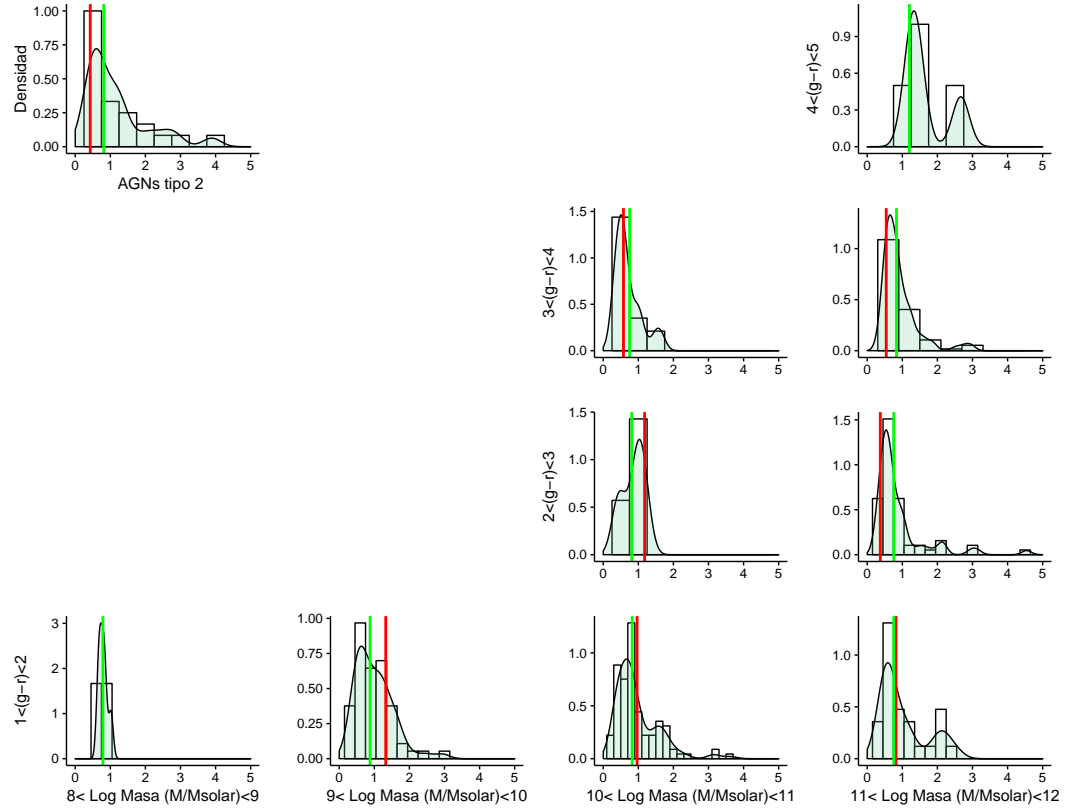 Densidad
1.00
0.75
0.50
0.25
0.00
0 1 2 3 4 5
AGNs tipo 2
4<(g−r)<5
0.9
0.6
0.3
0.0
0 1 2 3 4 5
3<(g−r)<4
1.5
1.0
0.5
0.0
0 1 2 3 4 5
1.0
0.5
0.0
0 1 2 3 4 5
2<(g−r)<3
1.5
1.0
0.5
0.0
0 1 2 3 4 5
1.5
1.0
0.5
0.0
0 1 2 3 4 5
1<(g−r)<2
3
2
1
0
0 1 2 3 4 5
8< Log Masa (M/Msolar)<9
1.00
0.75
0.50
0.25
0.00
0 1 2 3 4 5
9< Log Masa (M/Msolar)<10
1.0
0.5
0.0
0 1 2 3 4 5
10< Log Masa (M/Msolar)<11
1.0
0.5
0.0
0 1 2 3 4 5
11< Log Masa (M/Msolar)<12